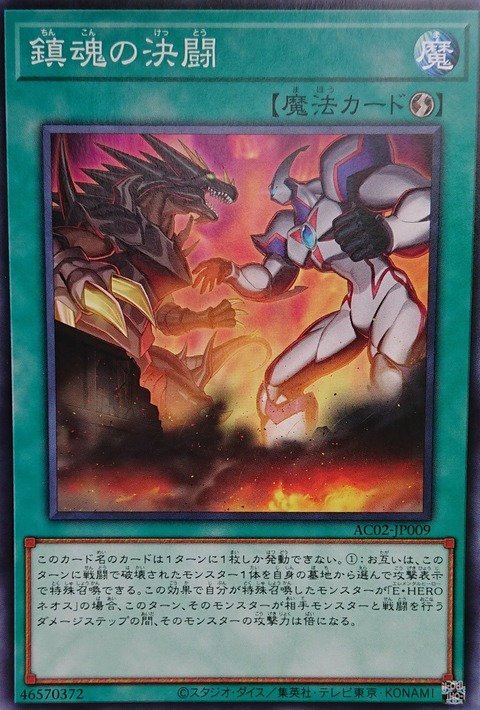 鎮魂の決闘
魔
【魔法カード】
AC02-JP009
このカード名のカードは1ターンに1枚しか発動できない。①:お互いは、このターンに戦闘で破壊されたモンスター1体を自身の墓地から選んで攻撃表示で特殊召喚できる。この効果で自分が特殊召喚したモンスターが「E・HERO ネオス」の場合、このターン、そのモンスターが相手モンスターと戦闘を行うダメージステップの間、そのモンスターの攻撃力は倍になる。
46570372
©スタジオ・ダイス/集英社・テレビ東京・KONAMI